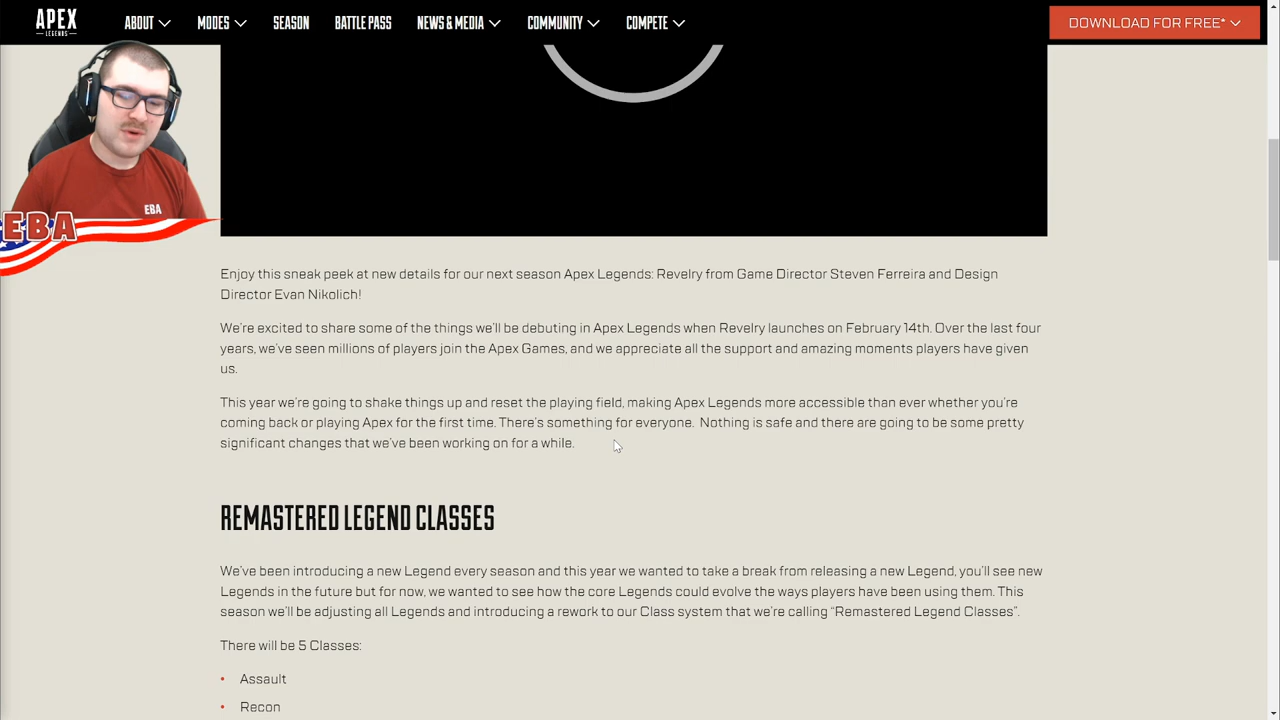 APEX
LEGENDS
ABOUT MODES SEASON BATTLE PASS NEWS & MEDIA COMMUNITY COMPETE DOWNLOAD FOR FREE*
EBA
EBA
Enjoy this sneak peek at new details for our next season Apex Legends: Revelry from Game Director Steven Ferreira and Design
Director Evan Nikolich!
We're excited to share some of the things we'll be debuting in Apex Legends when Revelry launches on February 14th. Over the last four
years, we've seen millions of players join the Apex Games, and we appreciate all the support and amazing moments players have given
us.
This year we're going to shake things up and reset the playing field, making Apex Legends more accessible than ever whether you're
coming back or playing Apex for the first time. There's something for everyone.  Nothing is safe and there are going to be some pretty
significant changes that we've been working on for a while.
REMASTERED LEGEND CLASSES
We've been introducing a new Legend every season and this year we wanted to take a break from releasing a new Legend, you'll see new
Legends in the future but for now, we wanted to see how the core Legends could evolve the ways players have been using them. This
season we'll be adjusting all Legends and introducing a rework to our Class system that we're calling "Remastered Legend Classes".
There will be 5 Classes:
• Assault
• Recon